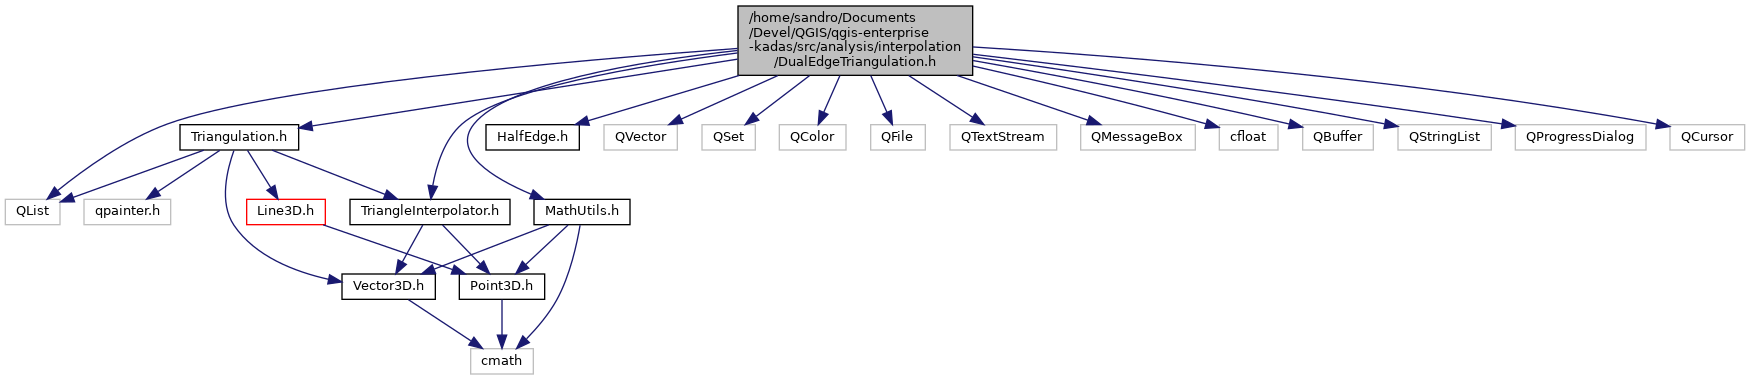 /home/sandro/Documents
/Devel/QGIS/qgis-enterprise
-kadas/src/analysis/interpolation
/DualEdgeTriangulation.h
Triangulation.h
HalfEdge.h
QVector
QSet
QColor
QFile
QTextStream
QMessageBox
cfloat
QBuffer
QStringList
QProgressDialog
QCursor
QList
qpainter.h
Line3D.h
TriangleInterpolator.h
MathUtils.h
Vector3D.h
Point3D.h
cmath